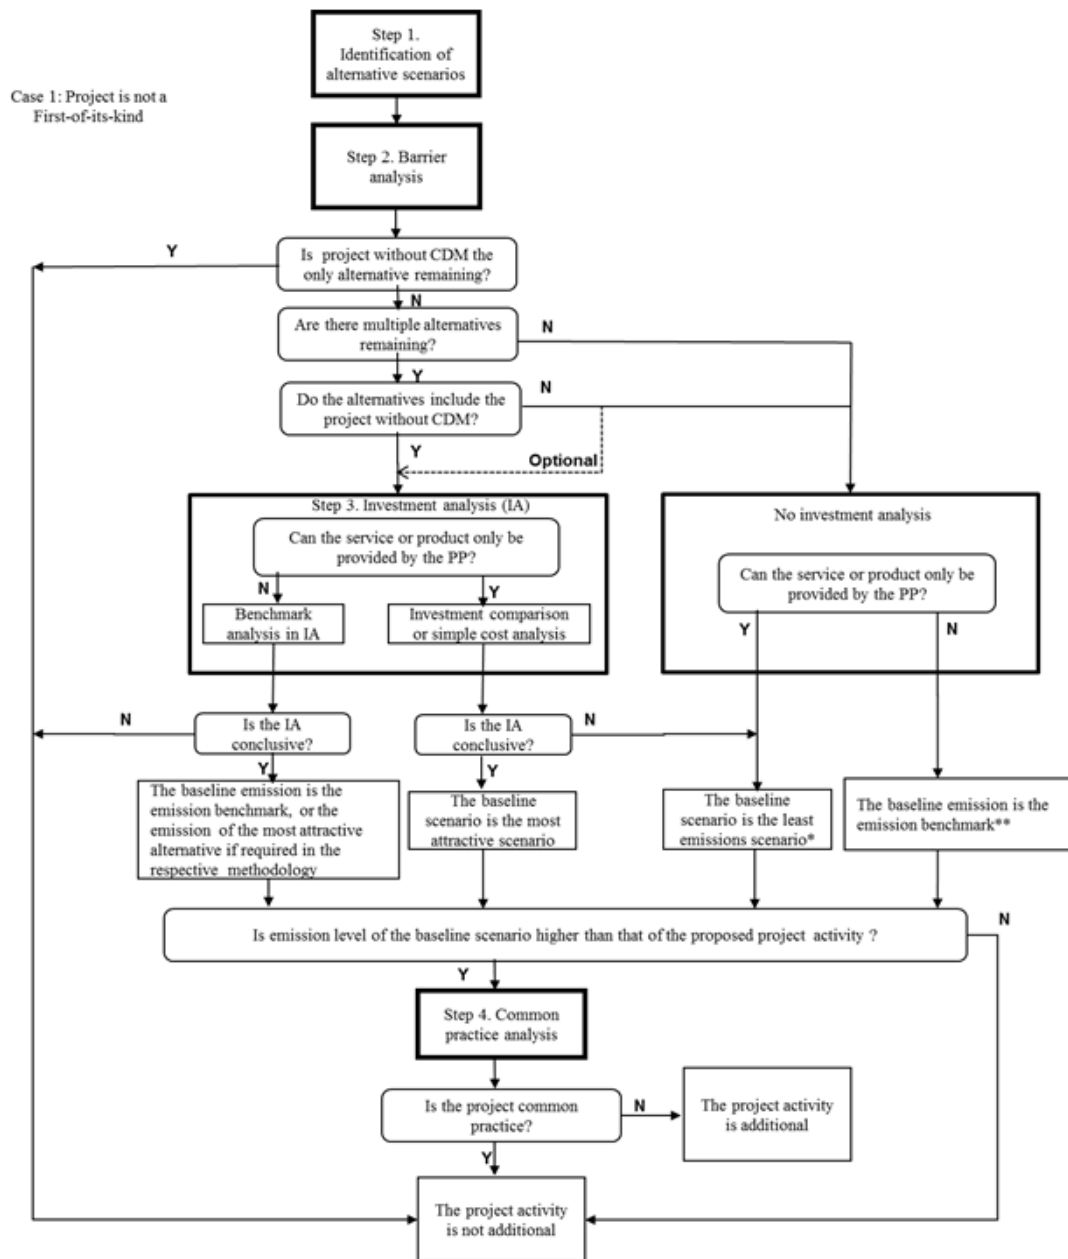 Step 1.
Identification of
alternative scenarios
Case 1: Project is not a
First-of-its-kind
Step 2. Barrier
analysis
Y
Is project without CDM the
only alternative remaining?
N
Are there multiple alternatives
remaining?
N
Y
Do the alternatives include the
project without CDM?
N
Y
Optional
Step 3. Investment analysis (IA)
Can the service or product only be
provided by the PP?
N
Y
Benchmark
analysis in IA
Investment comparison
or simple cost analysis
No investment analysis
Can the service or product only be
provided by the PP?
Y
N
N
Is the IA
conclusive?
Y
Is the IA
conclusive?
N
Y
The baseline emission is the
emission benchmark, or the
emission of the most attractive
alternative if required in the
respective methodology
The baseline
scenario is the most
attractive scenario
The baseline
scenario is the least
emissions scenario*
The baseline emission is the
emission benchmark**
Is emission level of the baseline scenario higher than that of the proposed project activity ?
N
Y
Step 4. Common
practice analysis
Is the project common
practice?
N
The project activity
is additional
Y
The project activity
is not additional